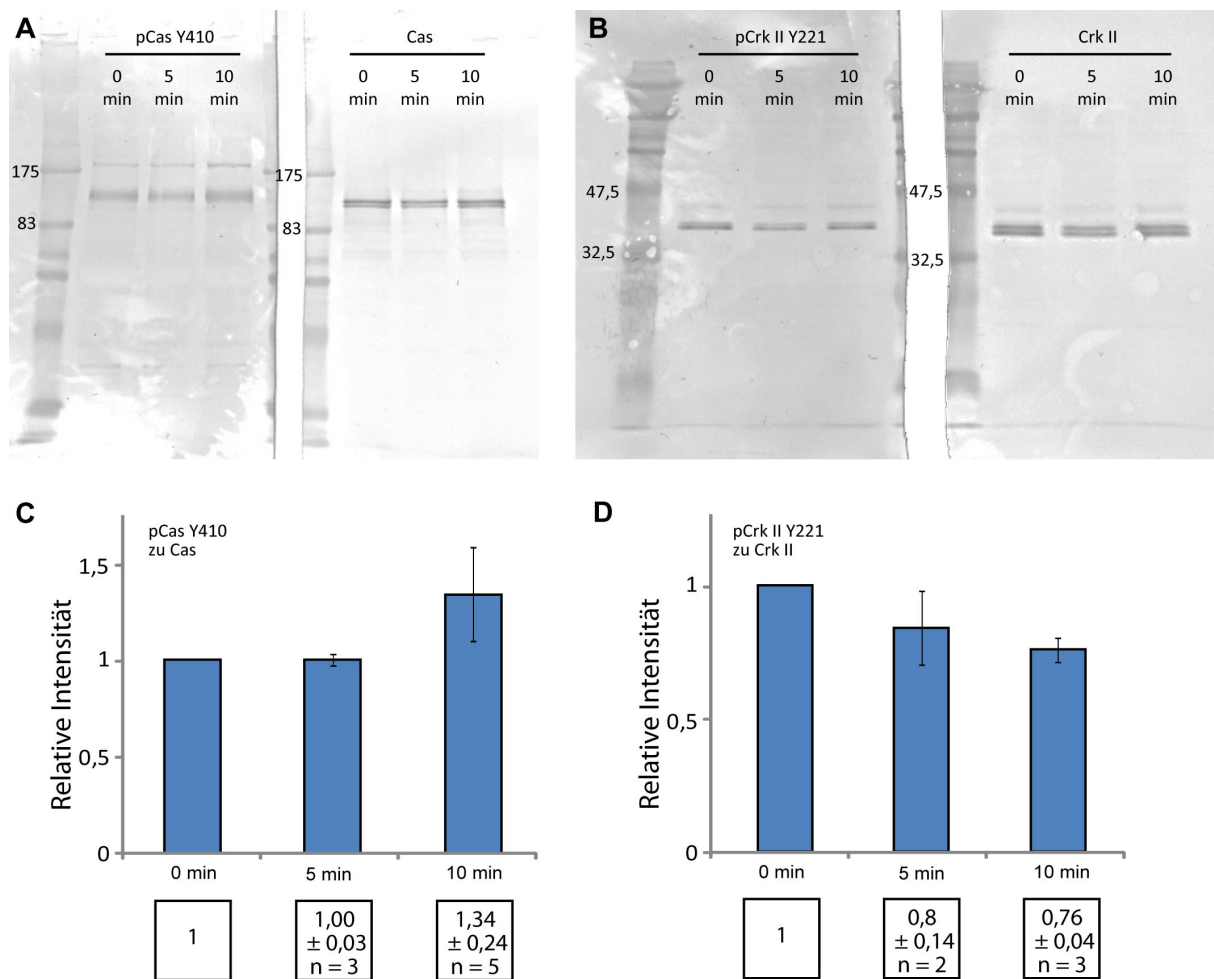 A
pCas Y410
0 min
5 min
10 min
Cas
0 min
5 min
10 min
175
83
175
83
B
pCrk II Y221
0 min
5 min
10 min
Crk II
0 min
5 min
10 min
47,5
32,5
47,5
32,5
C
pCas Y410
zu Cas
Relative Intensität
1,5
1
0,5
0
0 min
5 min
10 min
1
1,00
± 0,03
n = 3
1,34
± 0,24
n = 5
D
pCrk II Y221
zu Crk II
Relative Intensität
1
0,5
0
0 min
5 min
10 min
1
0,8
± 0,14
n = 2
0,76
± 0,04
n = 3